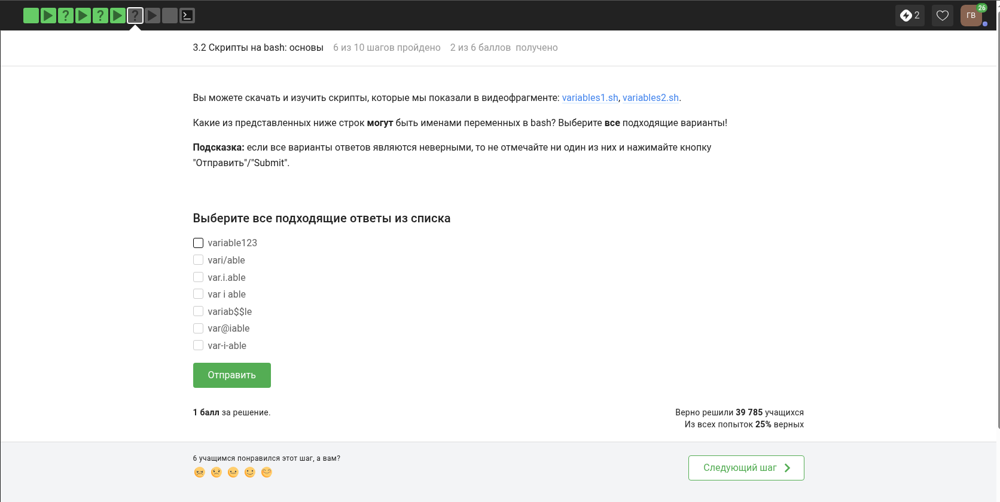 ? ? ? 2 ГВ 26
3.2 Скрипты на bash: основы 6 из 10 шагов пройдено 2 из 6 баллов получено
Вы можете скачать и изучить скрипты, которые мы показали в видеофрагменте: variables1.sh, variables2.sh.
Какие из представленных ниже строк могут быть именами переменных в bash? Выберите все подходящие варианты!
Подсказка: если все варианты ответов являются неверными, то не отмечайте ни один из них и нажимайте кнопку
"Отправить"/"Submit".
Выберите все подходящие ответы из списка
variable123
vari/able
var.i.able
var i able
variab$$le
var@iable
var-i-able
Отправить
1 балл за решение.
Верно решили 39 785 учащихся
Из всех попыток 25% верных
6 учащимся понравился этот шаг, а вам?
Следующий шаг